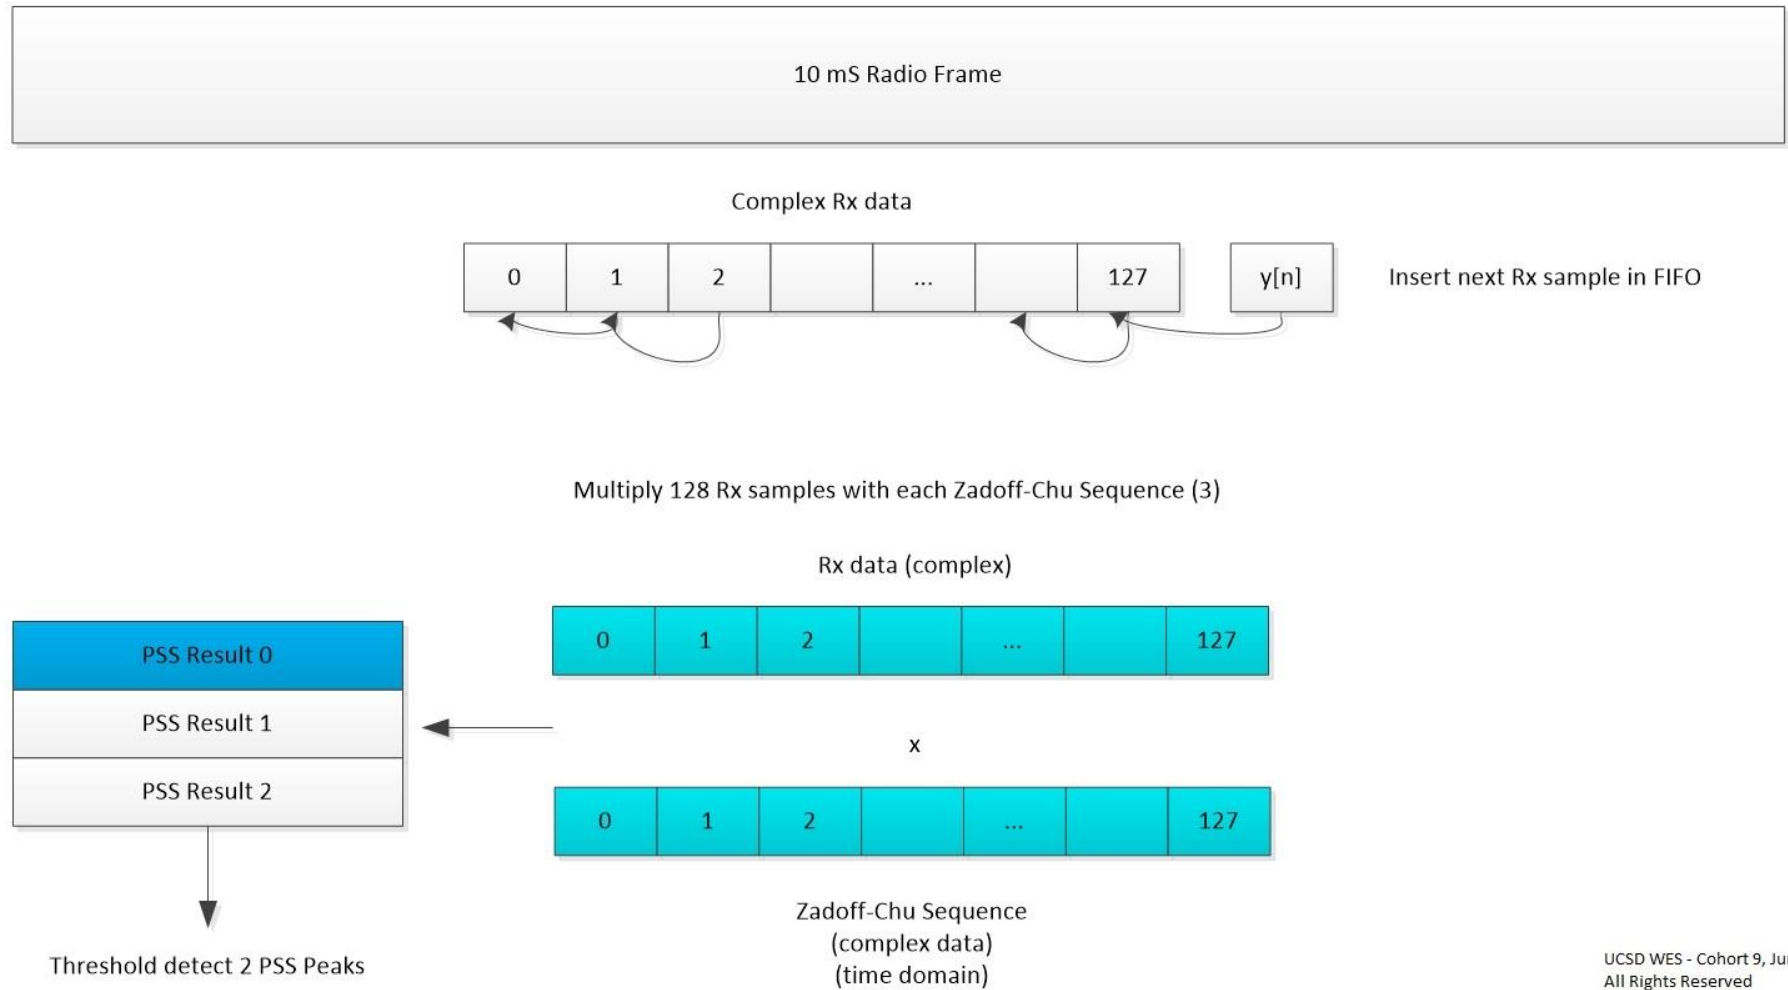 10 mS Radio Frame
Complex Rx data
0 1 2 ... 127 y[n] Insert next Rx sample in FIFO
Multiply 128 Rx samples with each Zadoff-Chu Sequence (3)
Rx data (complex)
0 1 2 ... 127
PSS Result 0
PSS Result 1
PSS Result 2
x
0 1 2 ... 127
Zadoff-Chu Sequence
(complex data)
(time domain)
Threshold detect 2 PSS Peaks
UCSD WES - Cohort 9,
All Rights Reserved